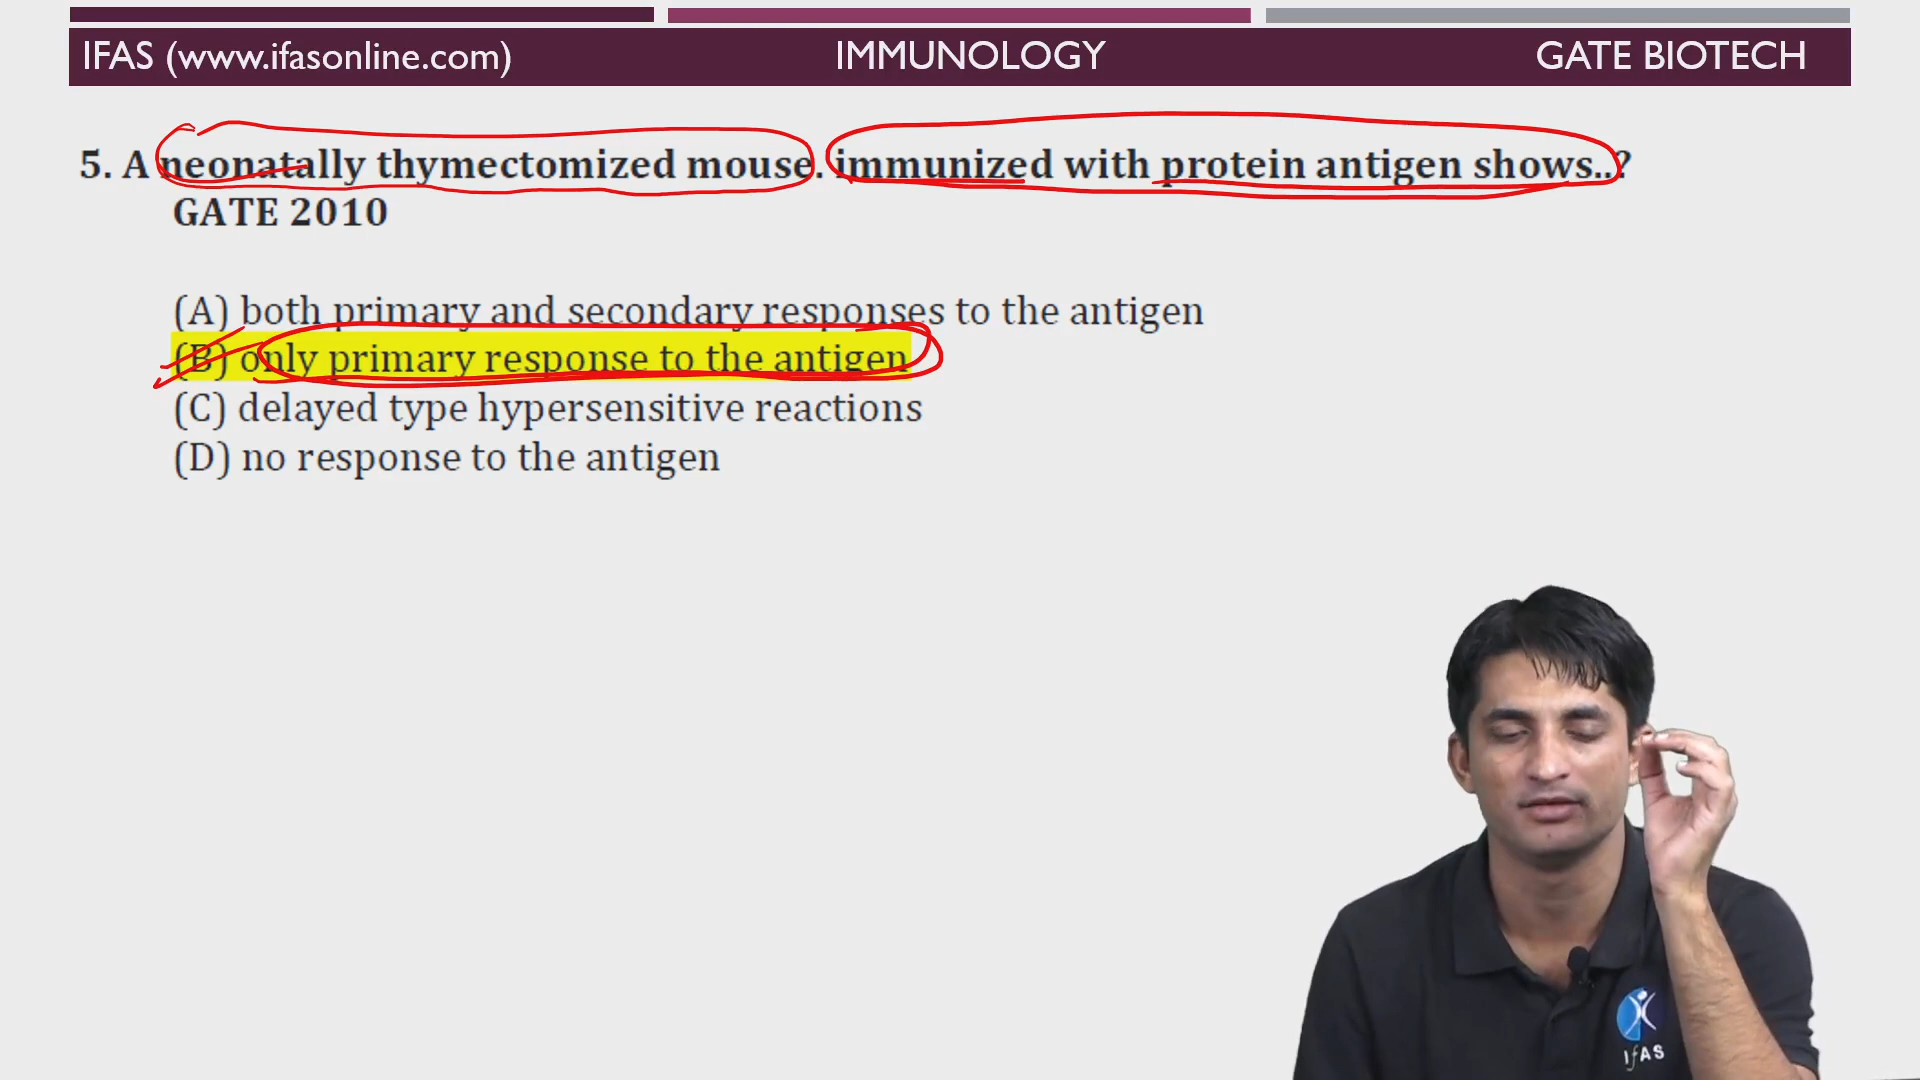 IFAS (www.ifasonline.com) IMMUNOLOGY GATE BIOTECH
5. A neonatally thymectomized mouse. immunized with protein antigen shows..?
GATE 2010
(A) both primary and secondary responses to the antigen
(B) only primary response to the antigen
(C) delayed type hypersensitive reactions
(D) no response to the antigen
IFAS